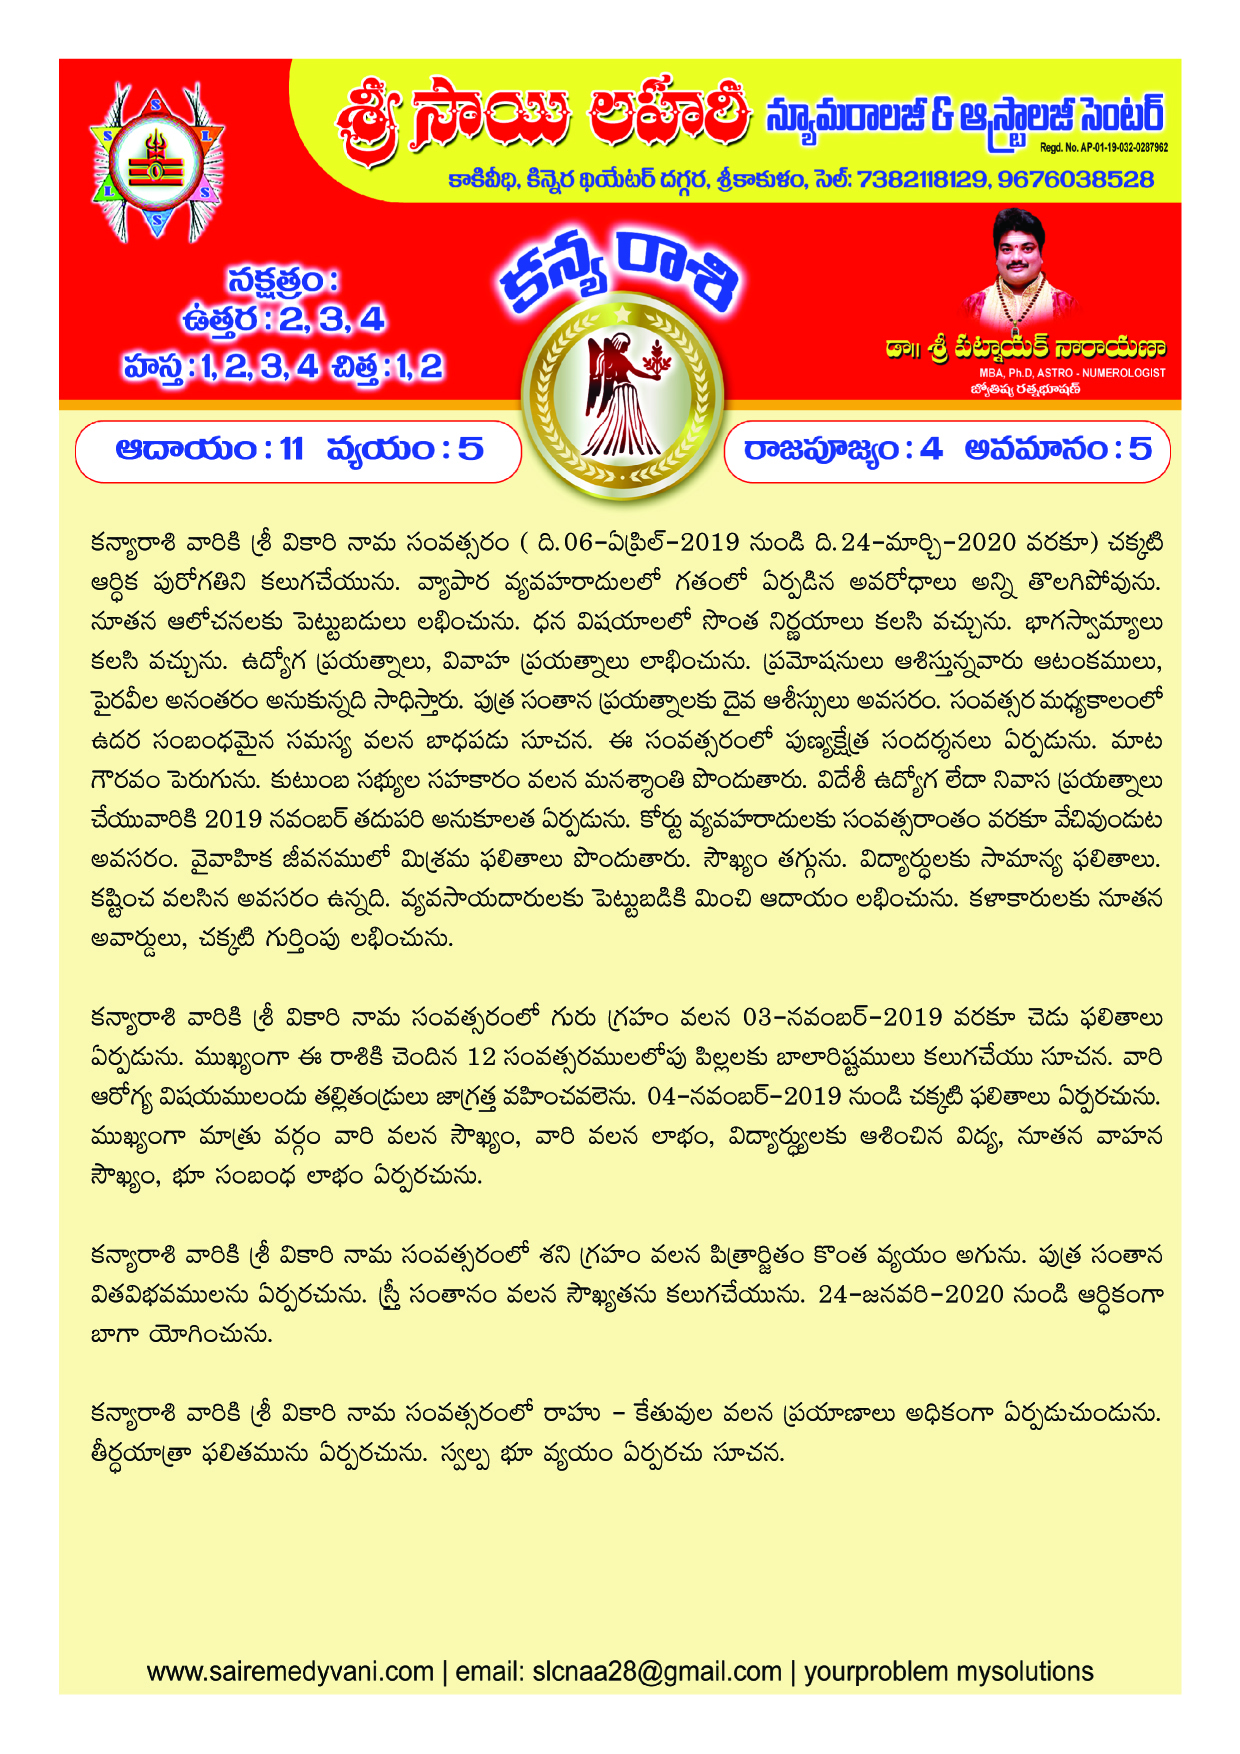 శ్రీ సాయి లహరి న్యూమరాలజీ & ఆస్ట్రాలజీ సెంటర్
Regd. No. AP-01-19-032-0287962
కాకివీధి, కిన్నెర థియేటర్ దగ్గర, శ్రీకాకుళం, సెల్: 7382118129, 9676038528
S
S L
L S
S
కన్య రాశి
నక్షత్రం :
ఉత్తర : 2, 3, 4
హస్త : 1, 2, 3, 4 చిత్త : 1, 2
డా॥ శ్రీ పట్నాయక్ నారాయణ
MBA, Ph.D, ASTRO - NUMEROLOGIST
జ్యోతిష్య రత్నభూషణ్
ఆదాయం : 11 వ్యయం : 5
రాజపూజ్యం : 4 అవమానం : 5
కన్యారాశి వారికి శ్రీ వికారి నామ సంవత్సరం ( ది.06-ఏప్రిల్-2019 నుండి ది.24-మార్చి-2020 వరకూ) చక్కటి
ఆర్ధిక పురోగతిని కలుగచేయును. వ్యాపార వ్యవహరాదులలో గతంలో ఏర్పడిన అవరోధాలు అన్ని తొలగిపోవును.
నూతన ఆలోచనలకు పెట్టుబడులు లభించును. ధన విషయాలలో సొంత నిర్ణయాలు కలసి వచ్చును. భాగస్వామ్యాలు
కలసి వచ్చును. ఉద్యోగ ప్రయత్నాలు, వివాహ ప్రయత్నాలు లాభించును. ప్రమోషనులు ఆశిస్తున్నవారు ఆటంకములు,
పైరవీల అనంతరం అనుకున్నది సాధిస్తారు. పుత్ర సంతాన ప్రయత్నాలకు దైవ ఆశీస్సులు అవసరం. సంవత్సర మధ్యకాలంలో
ఉదర సంబంధమైన సమస్య వలన బాధపడు సూచన. ఈ సంవత్సరంలో పుణ్యక్షేత్ర సందర్శనలు ఏర్పడును. మాట
గౌరవం పెరుగును. కుటుంబ సభ్యుల సహకారం వలన మనశ్శాంతి పొందుతారు. విదేశీ ఉద్యోగ లేదా నివాస ప్రయత్నాలు
చేయువారికి 2019 నవంబర్ తదుపరి అనుకూలత ఏర్పడును. కోర్టు వ్యవహరాదులకు సంవత్సరాంతం వరకూ వేచివుండుట
అవసరం. వైవాహిక జీవనములో మిశ్రమ ఫలితాలు పొందుతారు. సౌఖ్యం తగ్గును. విద్యార్ధులకు సామాన్య ఫలితాలు.
కష్టించ వలసిన అవసరం ఉన్నది. వ్యవసాయదారులకు పెట్టుబడికి మించి ఆదాయం లభించును. కళాకారులకు నూతన
అవార్డులు, చక్కటి గుర్తింపు లభించును.
కన్యారాశి వారికి శ్రీ వికారి నామ సంవత్సరంలో గురు గ్రహం వలన 03-నవంబర్-2019 వరకూ చెడు ఫలితాలు
ఏర్పడును. ముఖ్యంగా ఈ రాశికి చెందిన 12 సంవత్సరములలోపు పిల్లలకు బాలారిష్టములు కలుగచేయు సూచన. వారి
ఆరోగ్య విషయములందు తల్లితండ్రులు జాగ్రత్త వహించవలెను. 04-నవంబర్-2019 నుండి చక్కటి ఫలితాలు ఏర్పరచును.
ముఖ్యంగా మాత్రు వర్గం వారి వలన సౌఖ్యం, వారి వలన లాభం, విద్యార్ధ్యులకు ఆశించిన విద్య, నూతన వాహన
సౌఖ్యం, భూ సంబంధ లాభం ఏర్పరచును.
కన్యారాశి వారికి శ్రీ వికారి నామ సంవత్సరంలో శని గ్రహం వలన పిత్రార్జితం కొంత వ్యయం అగును. పుత్ర సంతాన
వితవిభవములను ఏర్పరచును. స్త్రీ సంతానం వలన సౌఖ్యతను కలుగచేయును. 24-జనవరి-2020 నుండి ఆర్ధికంగా
బాగా యోగించును.
కన్యారాశి వారికి శ్రీ వికారి నామ సంవత్సరంలో రాహు - కేతువుల వలన ప్రయాణాలు అధికంగా ఏర్పడుచుండును.
తీర్ధయాత్రా ఫలితమును ఏర్పరచును. స్వల్ప భూ వ్యయం ఏర్పరచు సూచన.
www.sairemedyvani.com | email: slcnaa28@gmail.com | yourproblem mysolutions